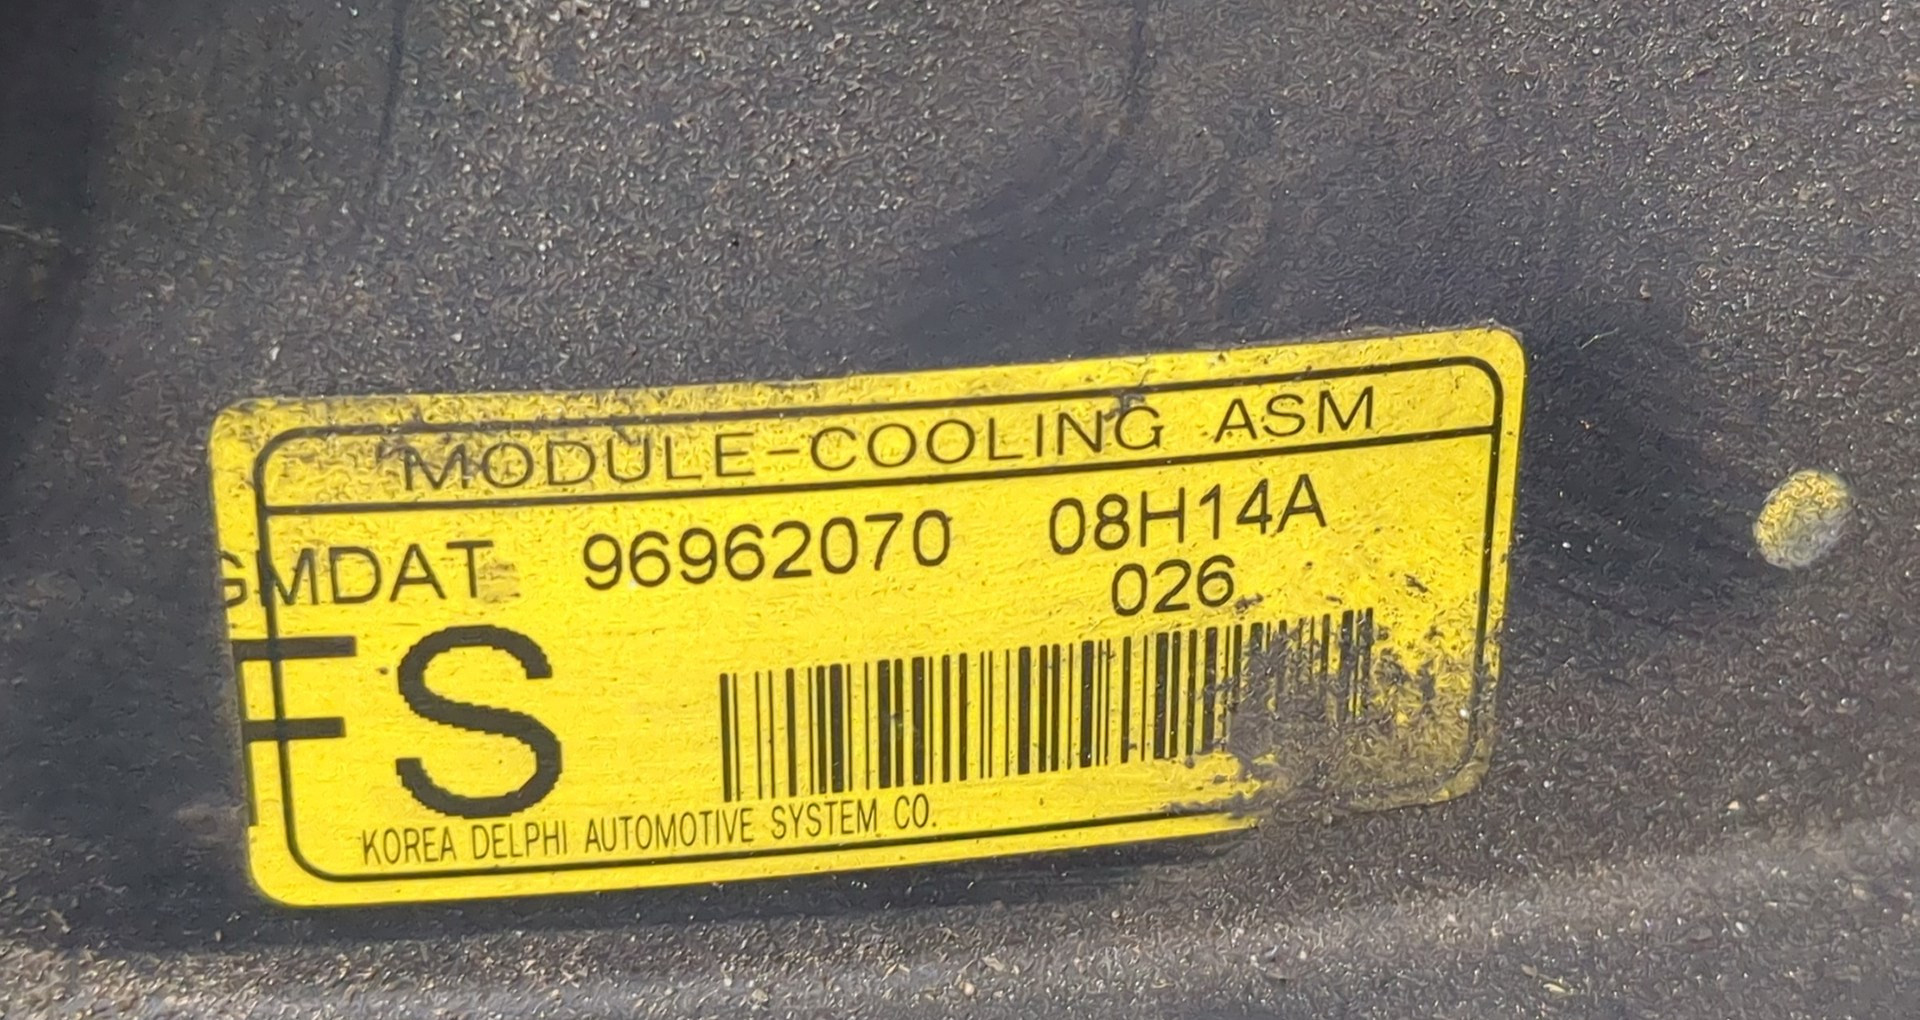 MODULE-COOLING ASM
GMDAT 96962070 08H14A
026
FS
KOREA DELPHI AUTOMOTIVE SYSTEM CO.